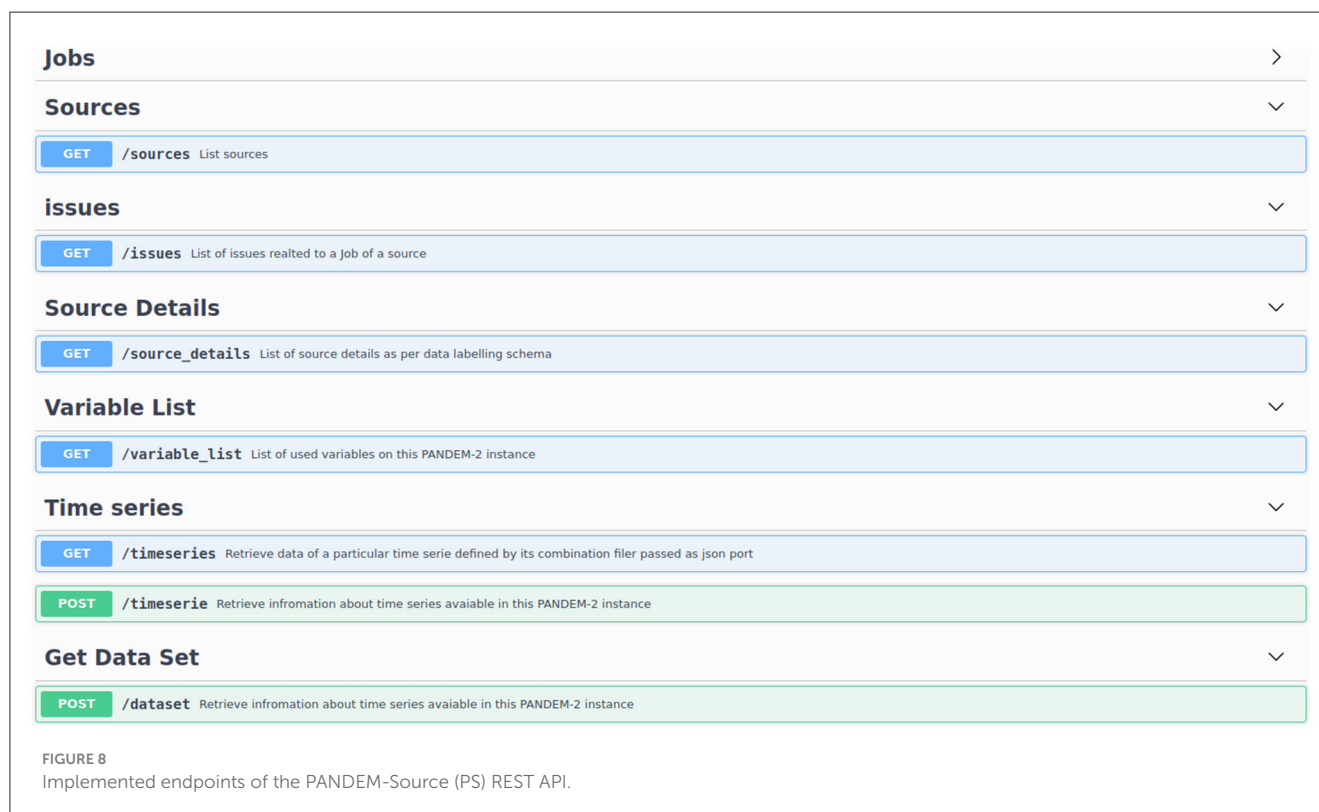 Jobs
Sources
GET /sources List sources
issues
GET /issues List of issues realted to a Job of a source
Source Details
GET /source_details List of source details as per data labelling schema
Variable List
GET /variable_list List of used variables on this PANDEM-2 instance
Time series
GET /timeseries Retrieve data of a particular time serie defined by its combination filer passed as json port
POST /timeserie Retrieve infromation about time series avaiable in this PANDEM-2 instance
Get Data Set
POST /dataset Retrieve infromation about time series avaiable in this PANDEM-2 instance
FIGURE 8
Implemented endpoints of the PANDEM-Source (PS) REST API.